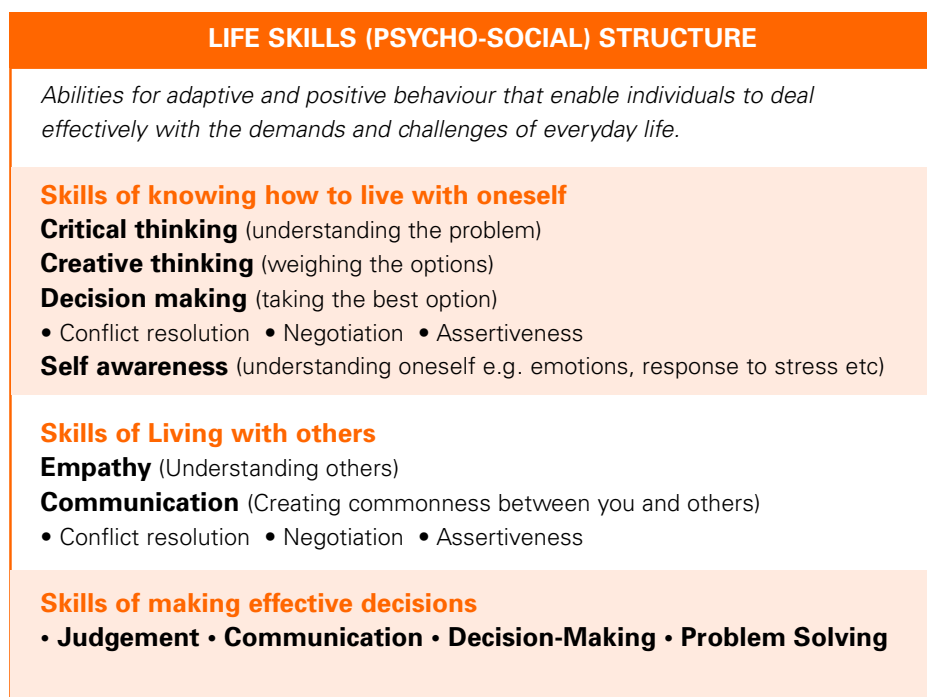 LIFE SKILLS (PSYCHO-SOCIAL) STRUCTURE
Abilities for adaptive and positive behaviour that enable individuals to deal
effectively with the demands and challenges of everyday life.
Skills of knowing how to live with oneself
Critical thinking (understanding the problem)
Creative thinking (weighing the options)
Decision making (taking the best option)
• Conflict resolution • Negotiation • Assertiveness
Self awareness (understanding oneself e.g. emotions, response to stress etc)
Skills of Living with others
Empathy (Understanding others)
Communication (Creating commonness between you and others)
• Conflict resolution • Negotiation • Assertiveness
Skills of making effective decisions
• Judgement • Communication • Decision-Making • Problem Solving